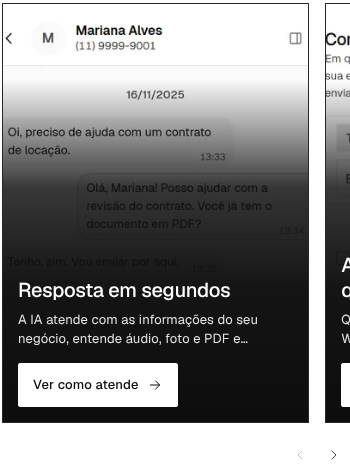 M
Mariana Alves
(11) 9999-9001
16/11/2025
Oi, preciso de ajuda com um contrato
de locação.
13:33
Olá, Mariana! Posso ajudar com a
revisão do contrato. Você já tem o
documento em PDF?
13:34
Tenho, sim. Vou enviar por aqui.
Resposta em segundos
A IA atende com as informações do seu
negócio, entende áudio, foto e PDF e…
Ver como atende
Em q
sua e
envia